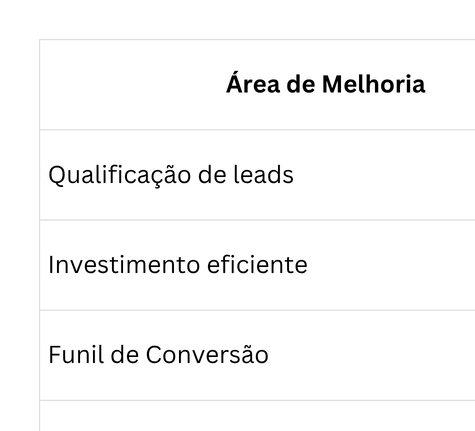 Área de Melhoria
Qualificação de leads
Investimento eficiente
Funil de Conversão